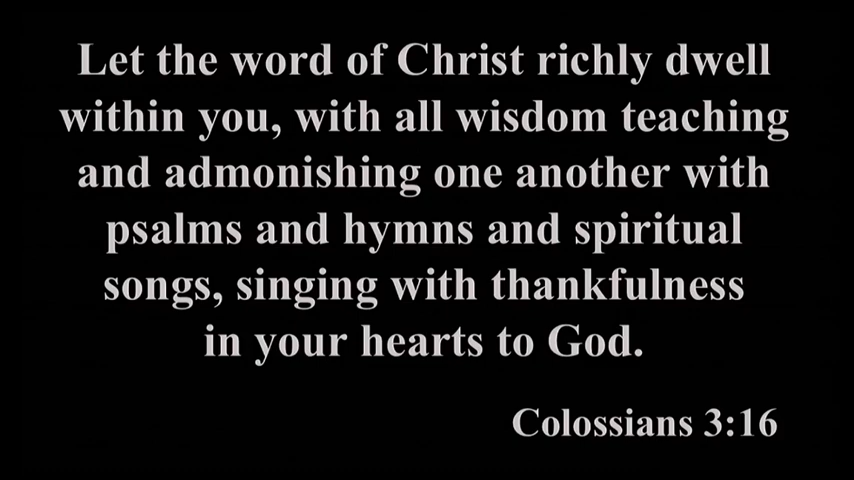 Let the word of Christ richly dwell
within you, with all wisdom teaching
and admonishing one another with
psalms and hymns and spiritual
songs, singing with thankfulness
in your hearts to God.
Colossians 3:16